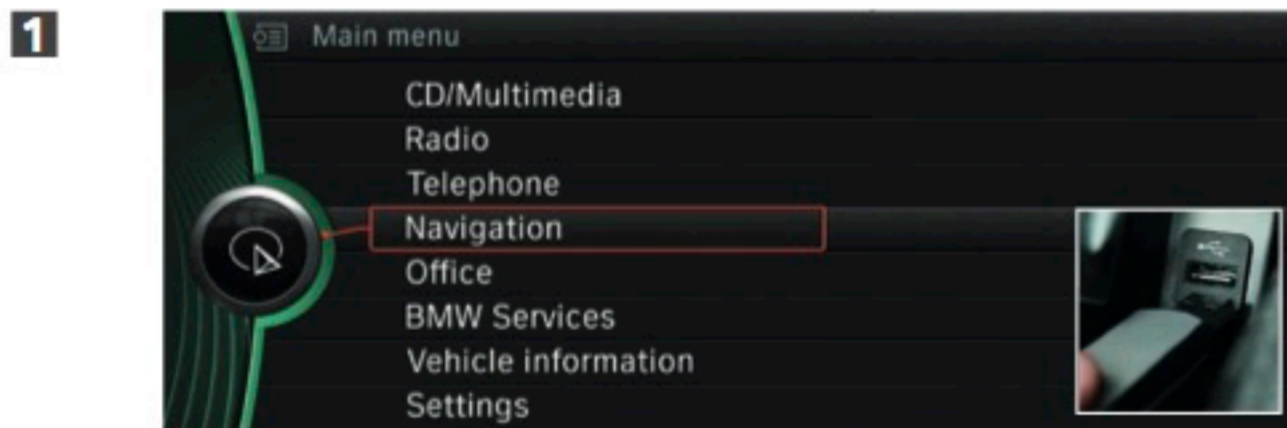 1
Main menu
CD/Multimedia
Radio
Telephone
Navigation
Office
BMW Services
Vehicle information
Settings